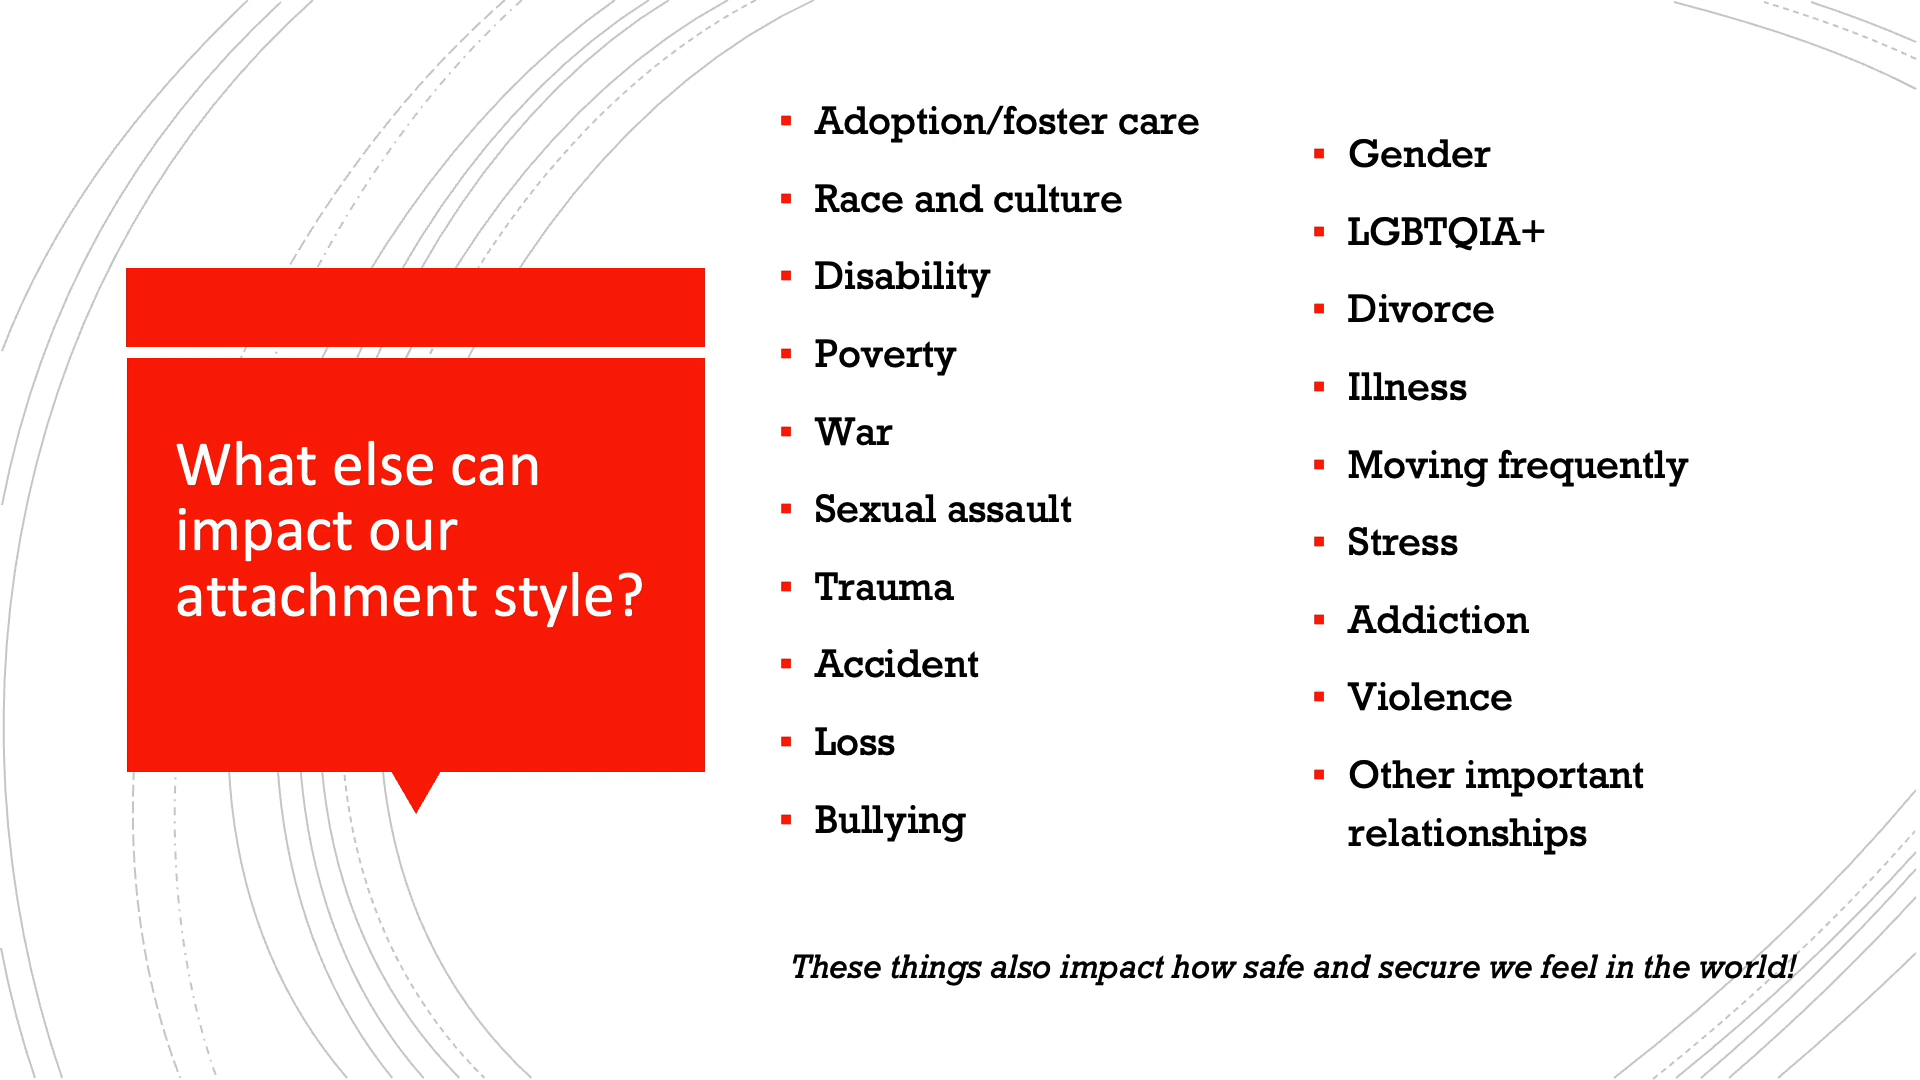 What else can
impact our
attachment style?
Adoption/foster care
Race and culture
Disability
Poverty
War
Sexual assault
Trauma
Accident
Loss
Bullying
Gender
LGBTQIA+
Divorce
Illness
Moving frequently
Stress
Addiction
Violence
Other important
relationships
These things also impact how safe and secure we feel in the world!